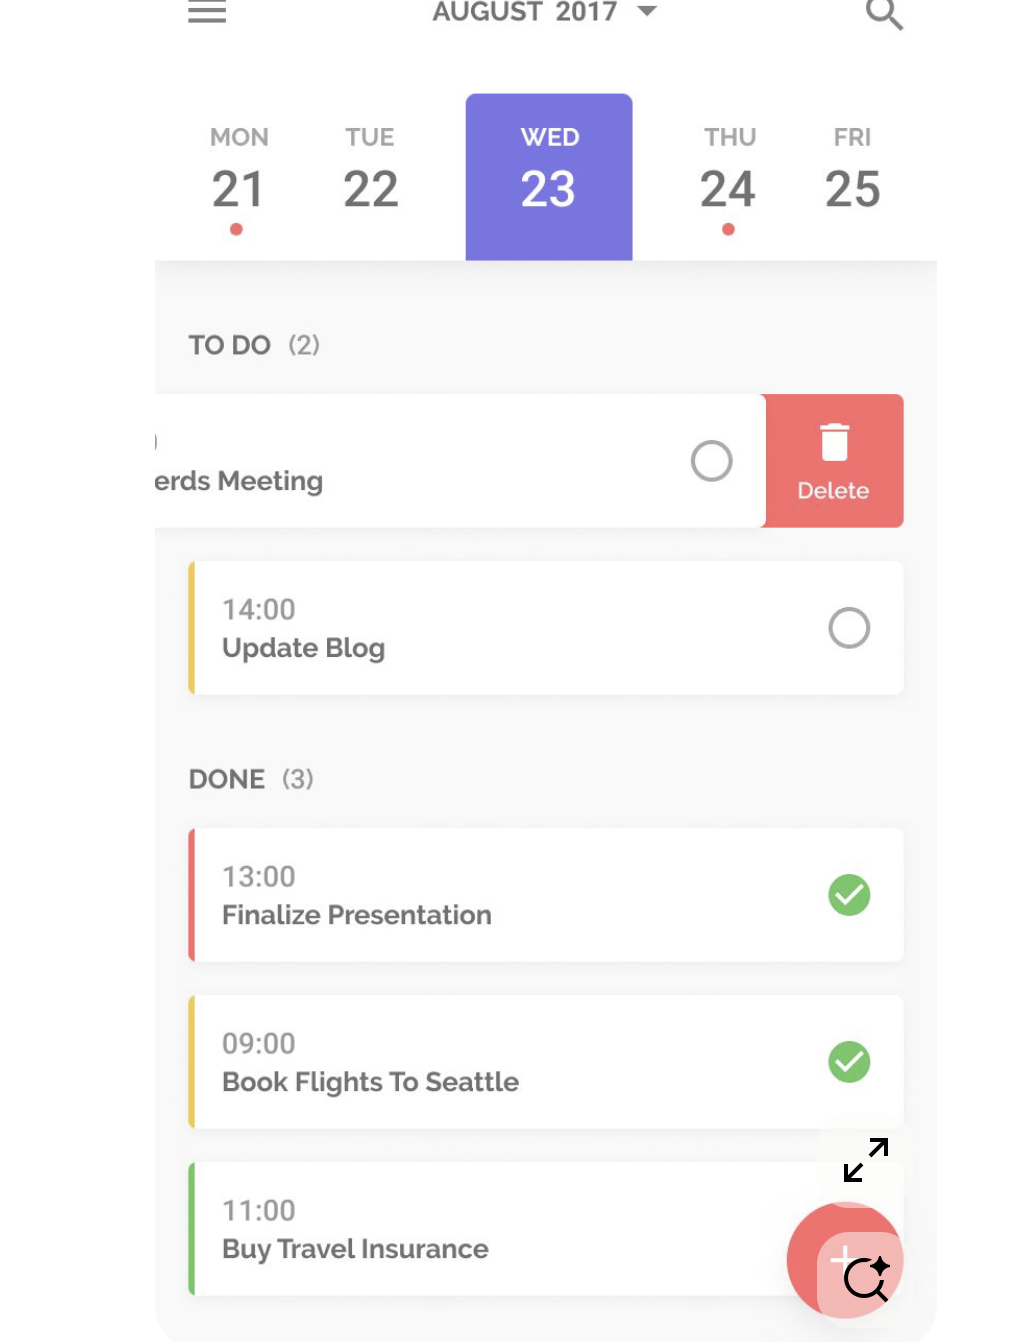 AUGUST 2017
MON TUE WED THU FRI
21 22 23 24 25
TO DO (2)
Meeting
Delete
14:00
Update Blog
DONE (3)
13:00
Finalize Presentation
09:00
Book Flights To Seattle
11:00
Buy Travel Insurance